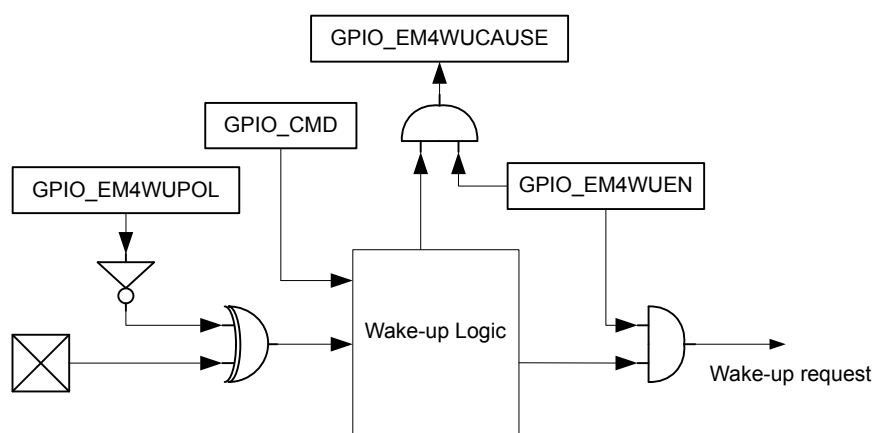 GPIO_EM4WUCAUSE
GPIO_CMD
GPIO_EM4WUPOL
GPIO_EM4WUEN
Wake-up Logic
Wake-up request